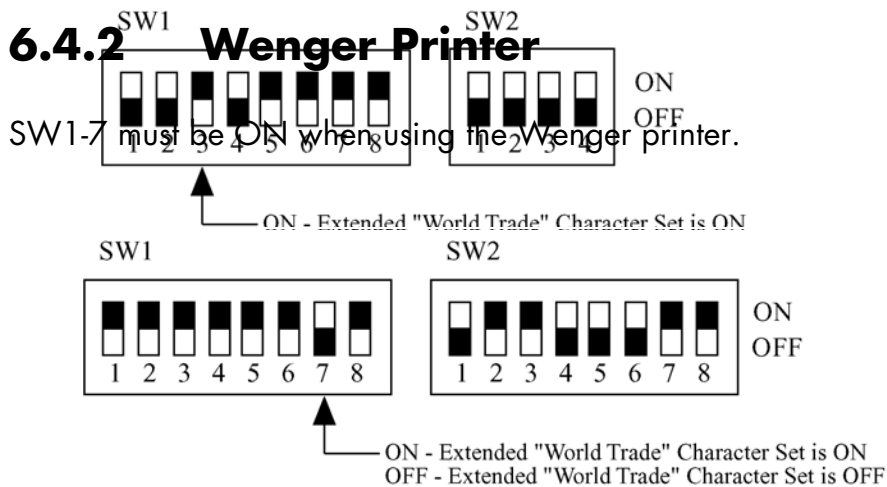 SW1 SW2
6.4.2 Wenger Printer
ON
OFF
SW1-7 must be ON when using the Wenger printer.
1 2 3 4 5 6 7 8 1 2 3 4
ON - Extended "World Trade" Character Set is ON
SW1 SW2
ON
OFF
1 2 3 4 5 6 7 8 1 2 3 4 5 6 7 8
ON - Extended "World Trade" Character Set is ON
OFF - Extended "World Trade" Character Set is OFF